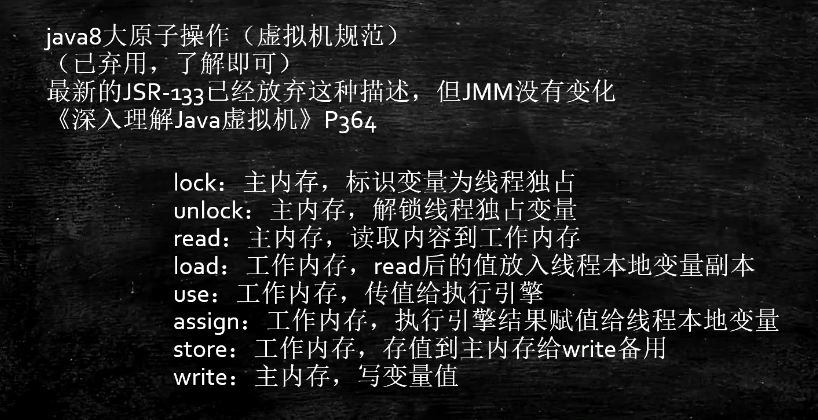 java8大原子操作（虚拟机规范）
（已弃用，了解即可）
最新的JSR-133已经放弃这种描述，但JMM没有变化
《深入理解Java虚拟机》P364
lock：主内存，标识变量为线程独占
unlock：主内存，解锁线程独占变量
read：主内存，读取内容到工作内存
load：工作内存，read后的值放入线程本地变量副本
use：工作内存，传值给执行引擎
assign：工作内存，执行引擎结果赋值给线程本地变量
store：工作内存，存值到主内存给write备用
write：主内存，写变量值